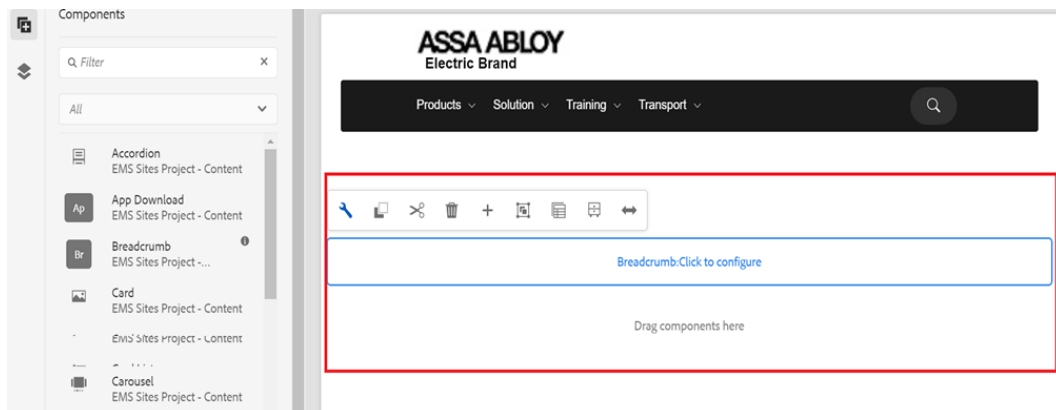 Components
Filter
All
Accordion
EMS Sites Project - Content
Ap
App Download
EMS Sites Project - Content
Br
Breadcrumb
EMS Sites Project -...
Card
EMS Sites Project - Content
EMS Sites Project - Content
Carousel
EMS Sites Project - Content
ASSA ABLOY
Electric Brand
Products Solution Training Transport
Breadcrumb:Click to configure
Drag components here